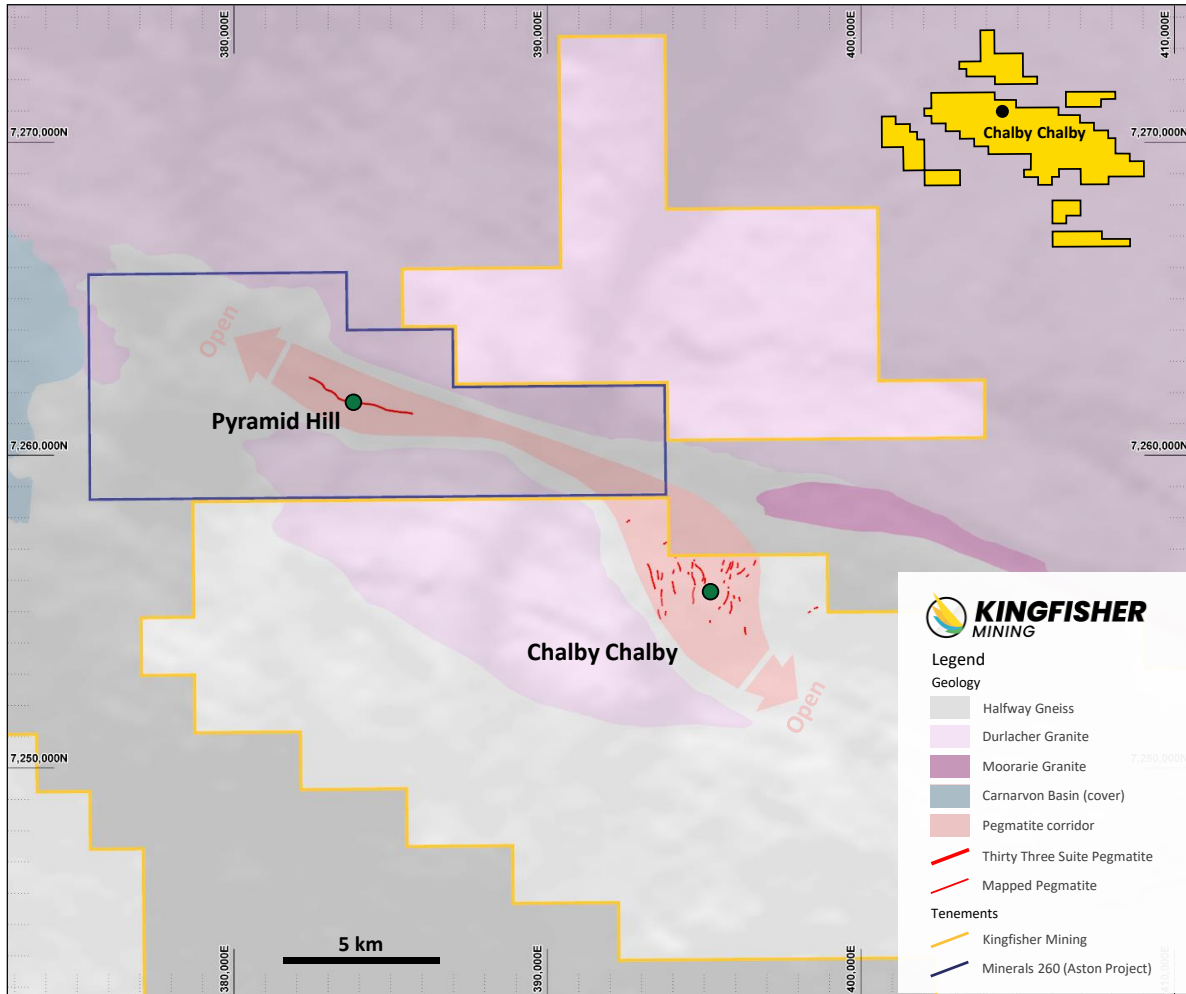 380,000E
390,000E
400,000E
410,000E
7,270,000N
7,270,000N
Chalby Chalby
Open
Pyramid Hill
7,260,000N
7,260,000N
Chalby Chalby
Open
7,250,000N
7,250,000N
KINGFISHER
MINING
Legend
Geology
Halfway Gneiss
Durlacher Granite
Moorarie Granite
Carnarvon Basin (cover)
Pegmatite corridor
Thirty Three Suite Pegmatite
Mapped Pegmatite
Tenements
Kingfisher Mining
Minerals 260 (Aston Project)
5 km
380,000E
390,000E
400,000E
410,000E